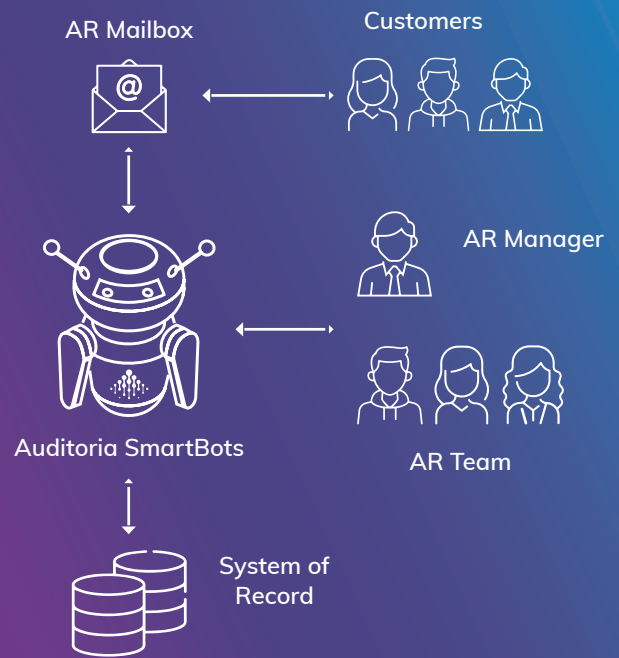 AR Mailbox
Customers
@
AR Manager
Auditoria SmartBots
AR Team
System of
Record